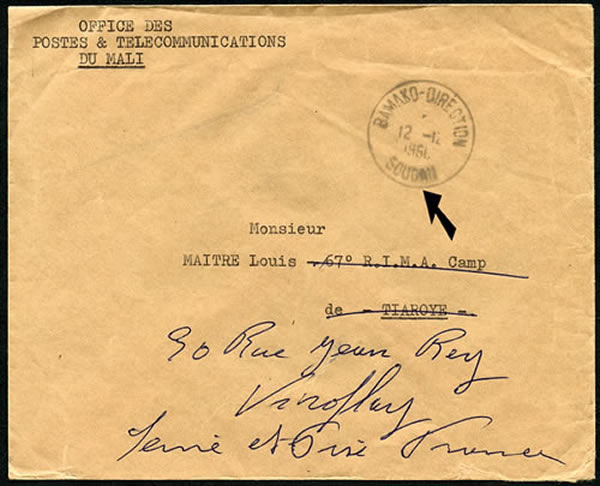 OFFICE DES
POSTES & TELECOMMUNICATIONS
DU MALI
BAMAKO-DIRECTION
12 -12
1960
SOUDAN
Monsieur
MAITRE Louis - 67° R.I.M.A. Camp
de - TIAROYE -.
90 Rue Jean Rey
Viroflay
Seine et Oise France